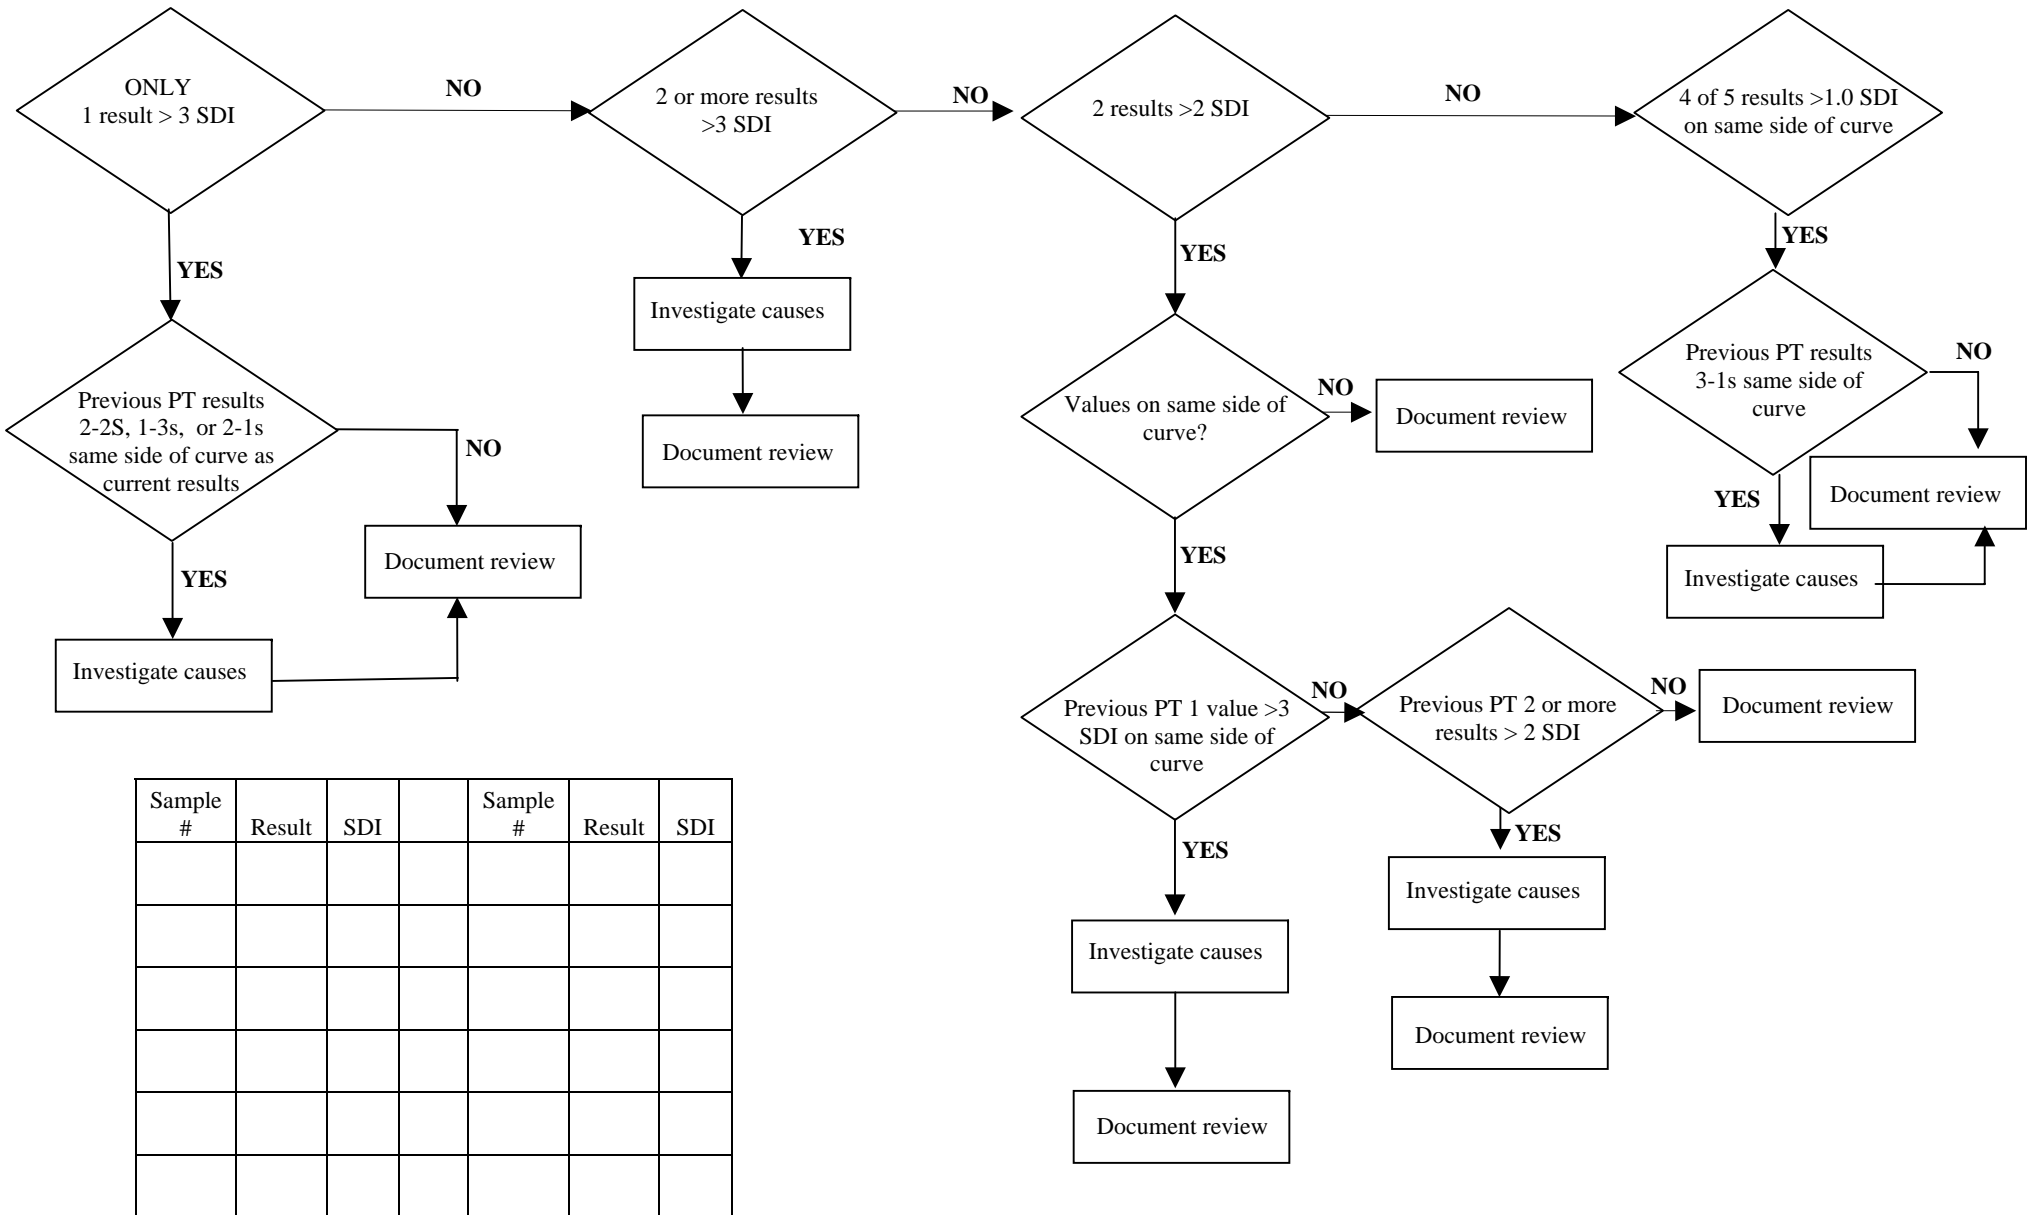 ONLY
1 result > 3 SDI
NO
2 or more results
>3 SDI
NO
2 results >2 SDI
NO
4 of 5 results >1.0 SDI
on same side of curve
YES
YES
YES
YES
Previous PT results
2-2S, 1-3s, or 2-1s
same side of curve as
current results
NO
Document review
YES
Investigate causes
Investigate causes
Document review
Values on same side of
curve?
NO
Document review
YES
Previous PT 1 value >3
SDI on same side of
curve
NO
Previous PT 2 or more
results > 2 SDI
NO
Document review
YES
Investigate causes
Document review
YES
Investigate causes
Document review
Previous PT results
3-1s same side of
curve
NO
Document review
YES
Investigate causes
Sample
# Result SDI Sample
# Result SDI